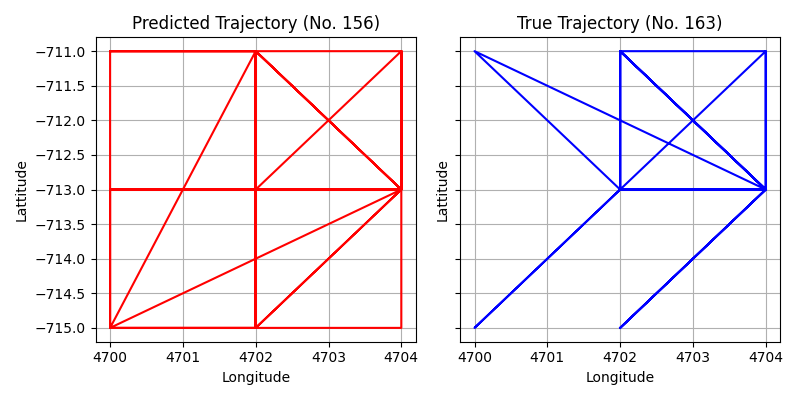 Predicted Trajectory (No. 156)
True Trajectory (No. 163)
−711.0
−711.5
−712.0
−712.5
−713.0
−713.5
−714.0
−714.5
−715.0
Lattitude
Lattitude
4700 4701 4702 4703 4704
4700 4701 4702 4703 4704
Longitude
Longitude